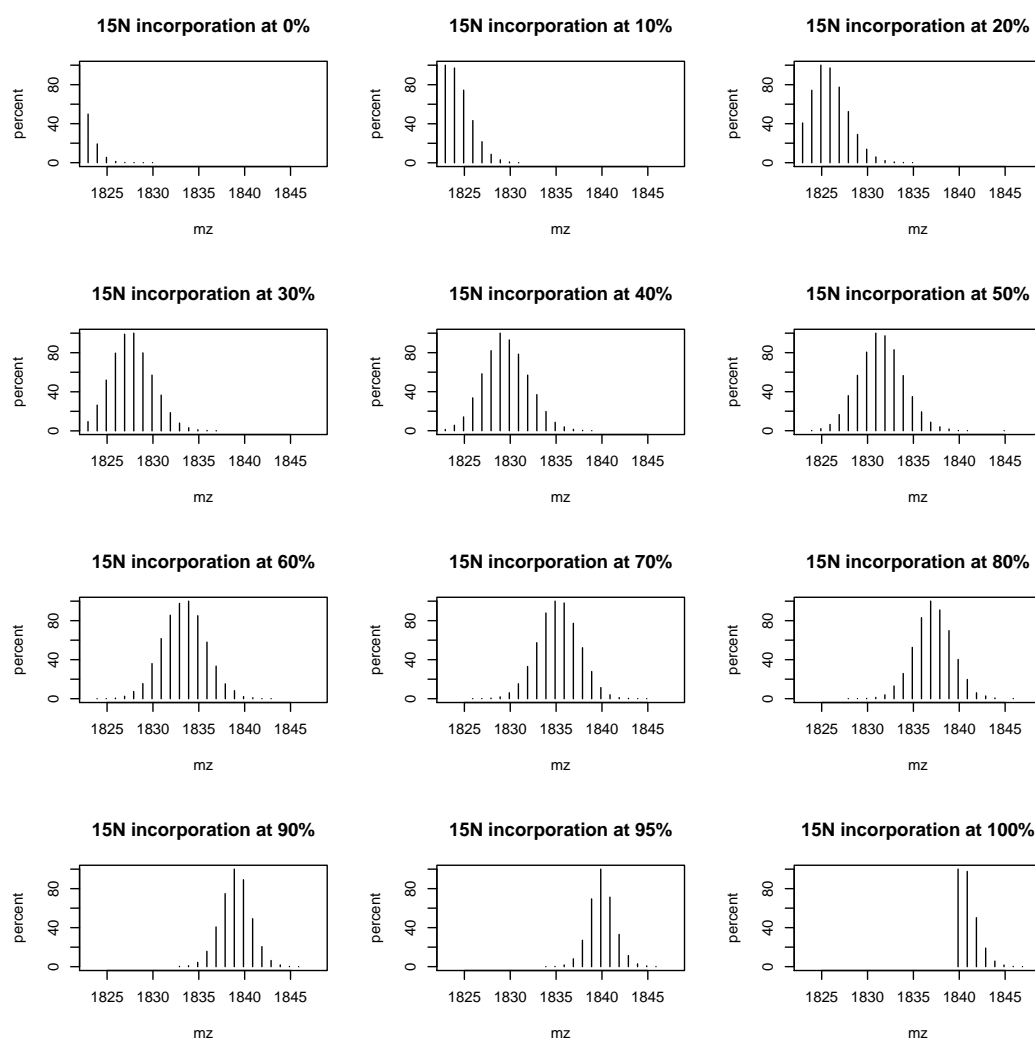 15N incorporation at 0%
percent
0 40 80
1825 1830 1835 1840 1845
mz
15N incorporation at 10%
percent
0 40 80
1825 1830 1835 1840 1845
mz
15N incorporation at 20%
percent
0 40 80
1825 1830 1835 1840 1845
mz
15N incorporation at 30%
percent
0 40 80
1825 1830 1835 1840 1845
mz
15N incorporation at 40%
percent
0 40 80
1825 1830 1835 1840 1845
mz
15N incorporation at 50%
percent
0 40 80
1825 1830 1835 1840 1845
mz
15N incorporation at 60%
percent
0 40 80
1825 1830 1835 1840 1845
mz
15N incorporation at 70%
percent
0 40 80
1825 1830 1835 1840 1845
mz
15N incorporation at 80%
percent
0 40 80
1825 1830 1835 1840 1845
mz
15N incorporation at 90%
percent
0 40 80
1825 1830 1835 1840 1845
mz
15N incorporation at 95%
percent
0 40 80
1825 1830 1835 1840 1845
mz
15N incorporation at 100%
percent
0 40 80
1825 1830 1835 1840 1845
mz